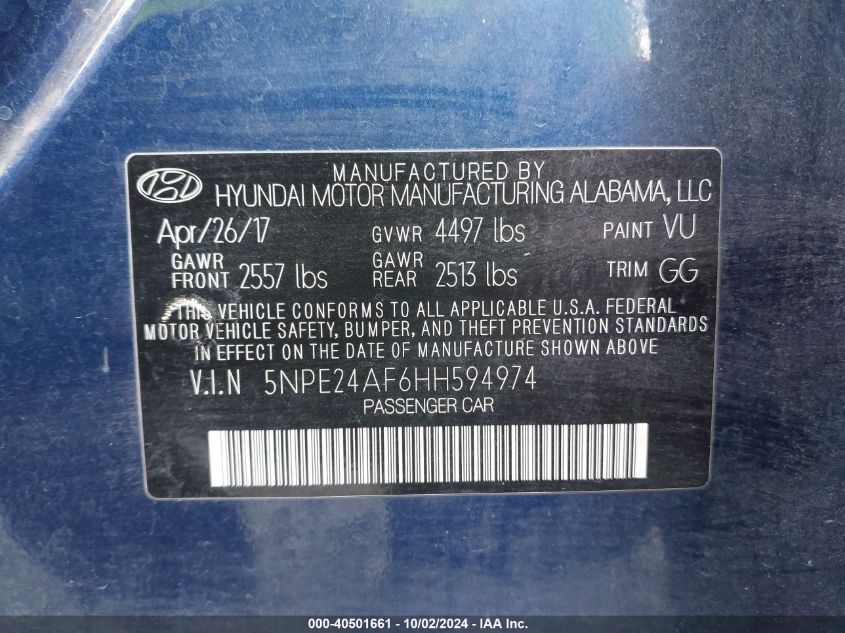 MANUFACTURED BY
HYUNDAI MOTOR MANUFACTURING ALABAMA, LLC
Apr/26/17 GVWR 4497 lbs PAINT VU
GAWR FRONT 2557 lbs GAWR REAR 2513 lbs TRIM GG
THIS VEHICLE CONFORMS TO ALL APPLICABLE U.S.A. FEDERAL
MOTOR VEHICLE SAFETY, BUMPER, AND THEFT PREVENTION STANDARDS
IN EFFECT ON THE DATE OF MANUFACTURE SHOWN ABOVE
V.I.N 5NPE24AF6HH594974
PASSENGER CAR
000-40501661 - 10/02/2024 - IAA, Inc.